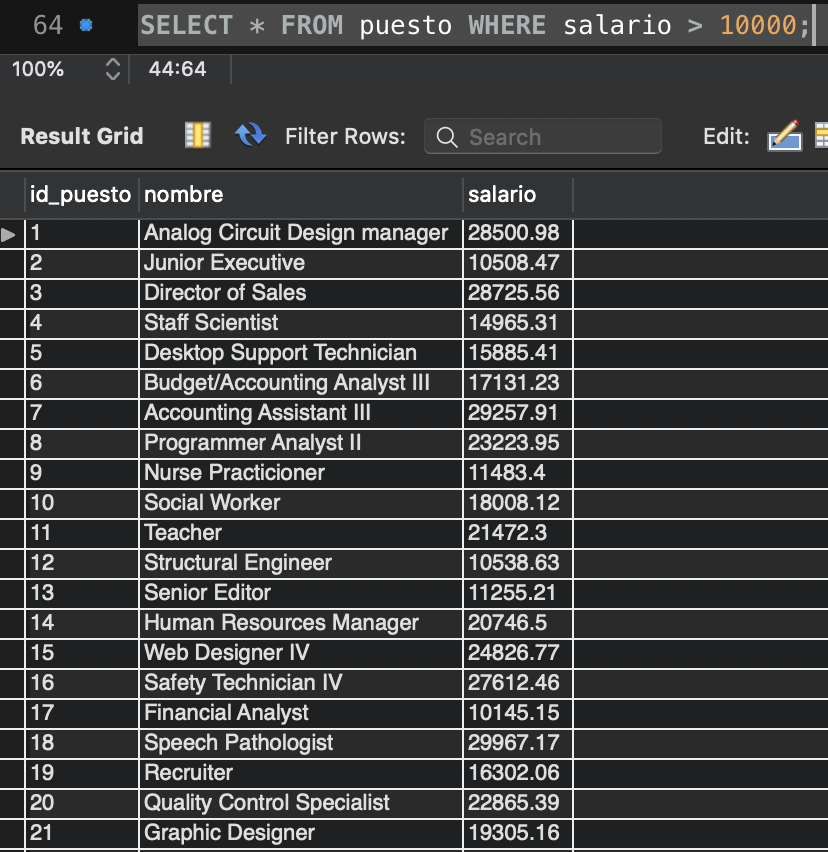 64 SELECT * FROM puesto WHERE salario > 10000;
100% 44:64
Result Grid Filter Rows: Search Edit:
id_puesto nombre salario
1 Analog Circuit Design manager 28500.98
2 Junior Executive 10508.47
3 Director of Sales 28725.56
4 Staff Scientist 14965.31
5 Desktop Support Technician 15885.41
6 Budget/Accounting Analyst III 17131.23
7 Accounting Assistant III 29257.91
8 Programmer Analyst II 23223.95
9 Nurse Practicioner 11483.4
10 Social Worker 18008.12
11 Teacher 21472.3
12 Structural Engineer 10538.63
13 Senior Editor 11255.21
14 Human Resources Manager 20746.5
15 Web Designer IV 24826.77
16 Safety Technician IV 27612.46
17 Financial Analyst 10145.15
18 Speech Pathologist 29967.17
19 Recruiter 16302.06
20 Quality Control Specialist 22865.39
21 Graphic Designer 19305.16